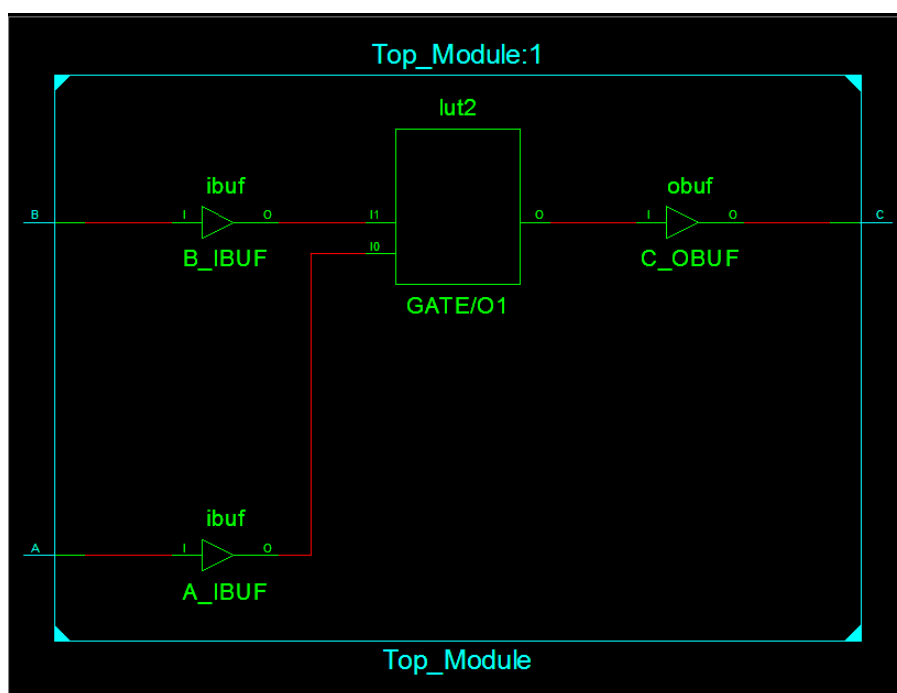 Top_Module:1
lut2
ibuf
obuf
B I O I1 O I O C
I0
B_IBUF
C_OBUF
GATE/O1
ibuf
A I O
A_IBUF
Top_Module